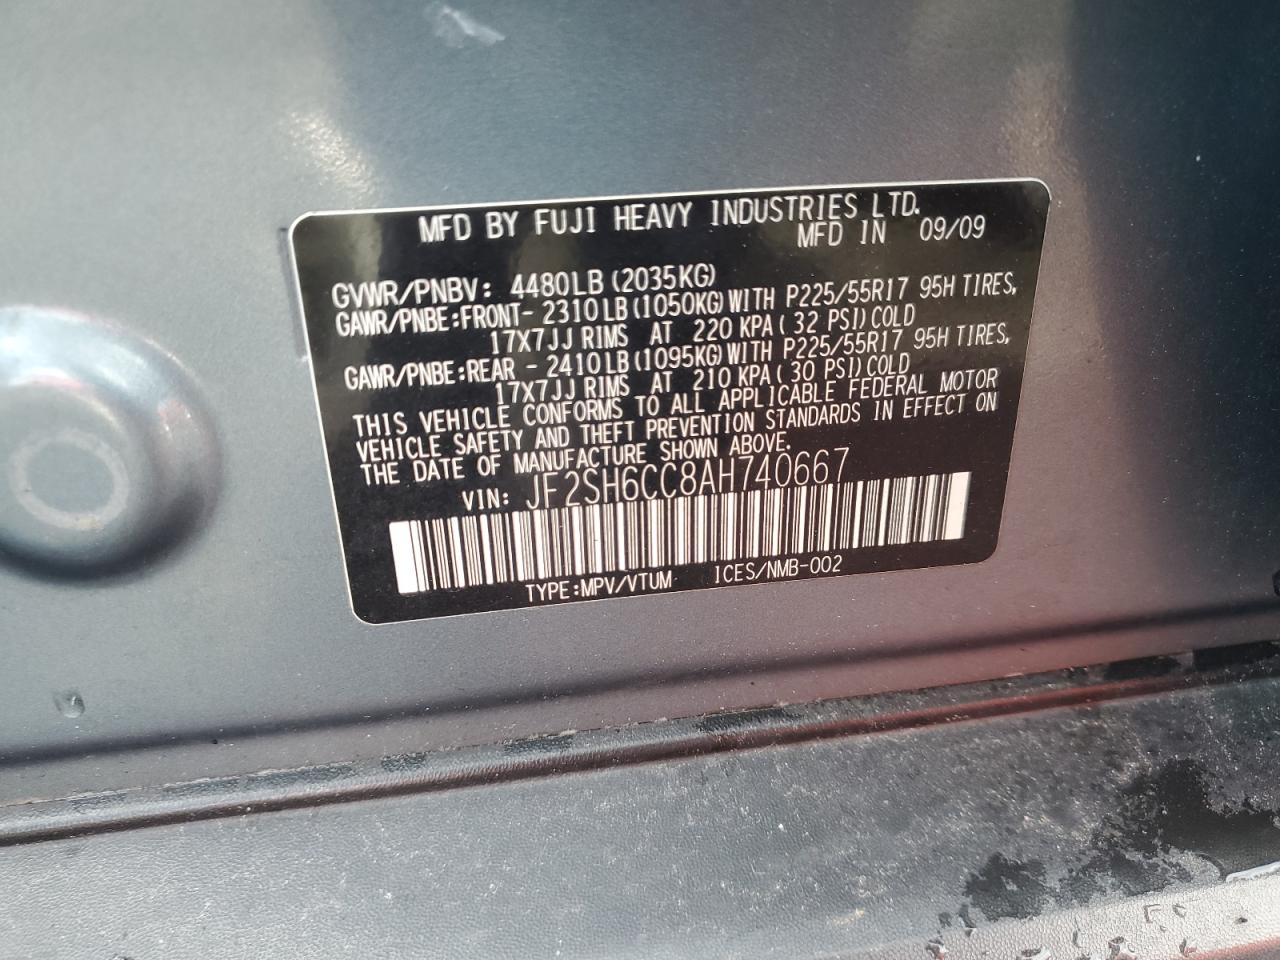 MFD BY FUJI HEAVY INDUSTRIES LTD.
MFD IN 09/09
GVWR/PNBV: 4480LB (2035KG)
GAWR/PNBE:FRONT- 2310LB (1050KG) WITH P225/55R17 95H TIRES,
17X7JJ RIMS AT 220 KPA ( 32 PSI) COLD
GAWR/PNBE:REAR - 2410LB (1095KG) WITH P225/55R17 95H TIRES,
17X7JJ RIMS AT 210 KPA ( 30 PSI) COLD
THIS VEHICLE CONFORMS TO ALL APPLICABLE FEDERAL MOTOR
VEHICLE SAFETY AND THEFT PREVENTION STANDARDS IN EFFECT ON
THE DATE OF MANUFACTURE SHOWN ABOVE.
VIN: JF2SH6CC8AH740667
TYPE:MPV/VTUM ICES/NMB-002